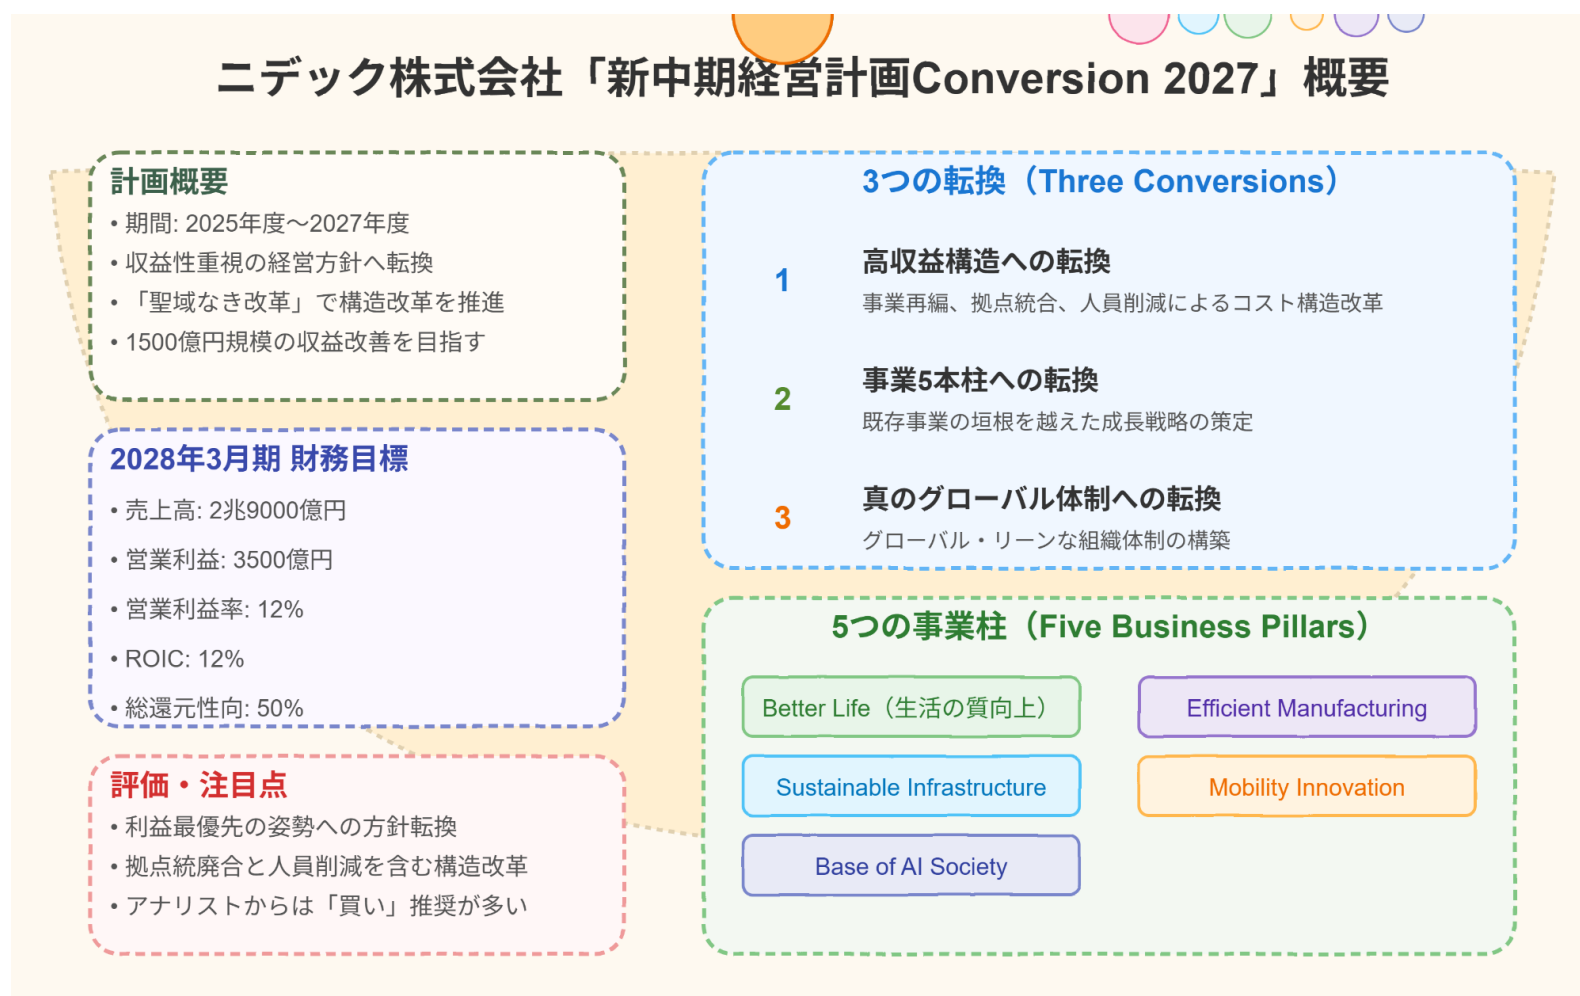 ニデック株式会社「新中期経営計画Conversion 2027」概要
計画概要
• 期間: 2025年度〜2027年度
• 収益性重視の経営方針へ転換
• 「聖域なき改革」で構造改革を推進
• 1500億円規模の収益改善を目指す
2028年3月期 財務目標
• 売上高: 2兆9000億円
• 営業利益: 3500億円
• 営業利益率: 12%
• ROIC: 12%
• 総還元性向: 50%
評価・注目点
• 利益最優先の姿勢への方針転換
• 拠点統廃合と人員削減を含む構造改革
• アナリストからは「買い」推奨が多い
3つの転換（Three Conversions）
1
高収益構造への転換
事業再編、拠点統合、人員削減によるコスト構造改革
2
事業5本柱への転換
既存事業の垣根を越えた成長戦略の策定
3
真のグローバル体制への転換
グローバル・リーンな組織体制の構築
5つの事業柱（Five Business Pillars）
Better Life（生活の質向上）
Efficient Manufacturing
Sustainable Infrastructure
Mobility Innovation
Base of AI Society